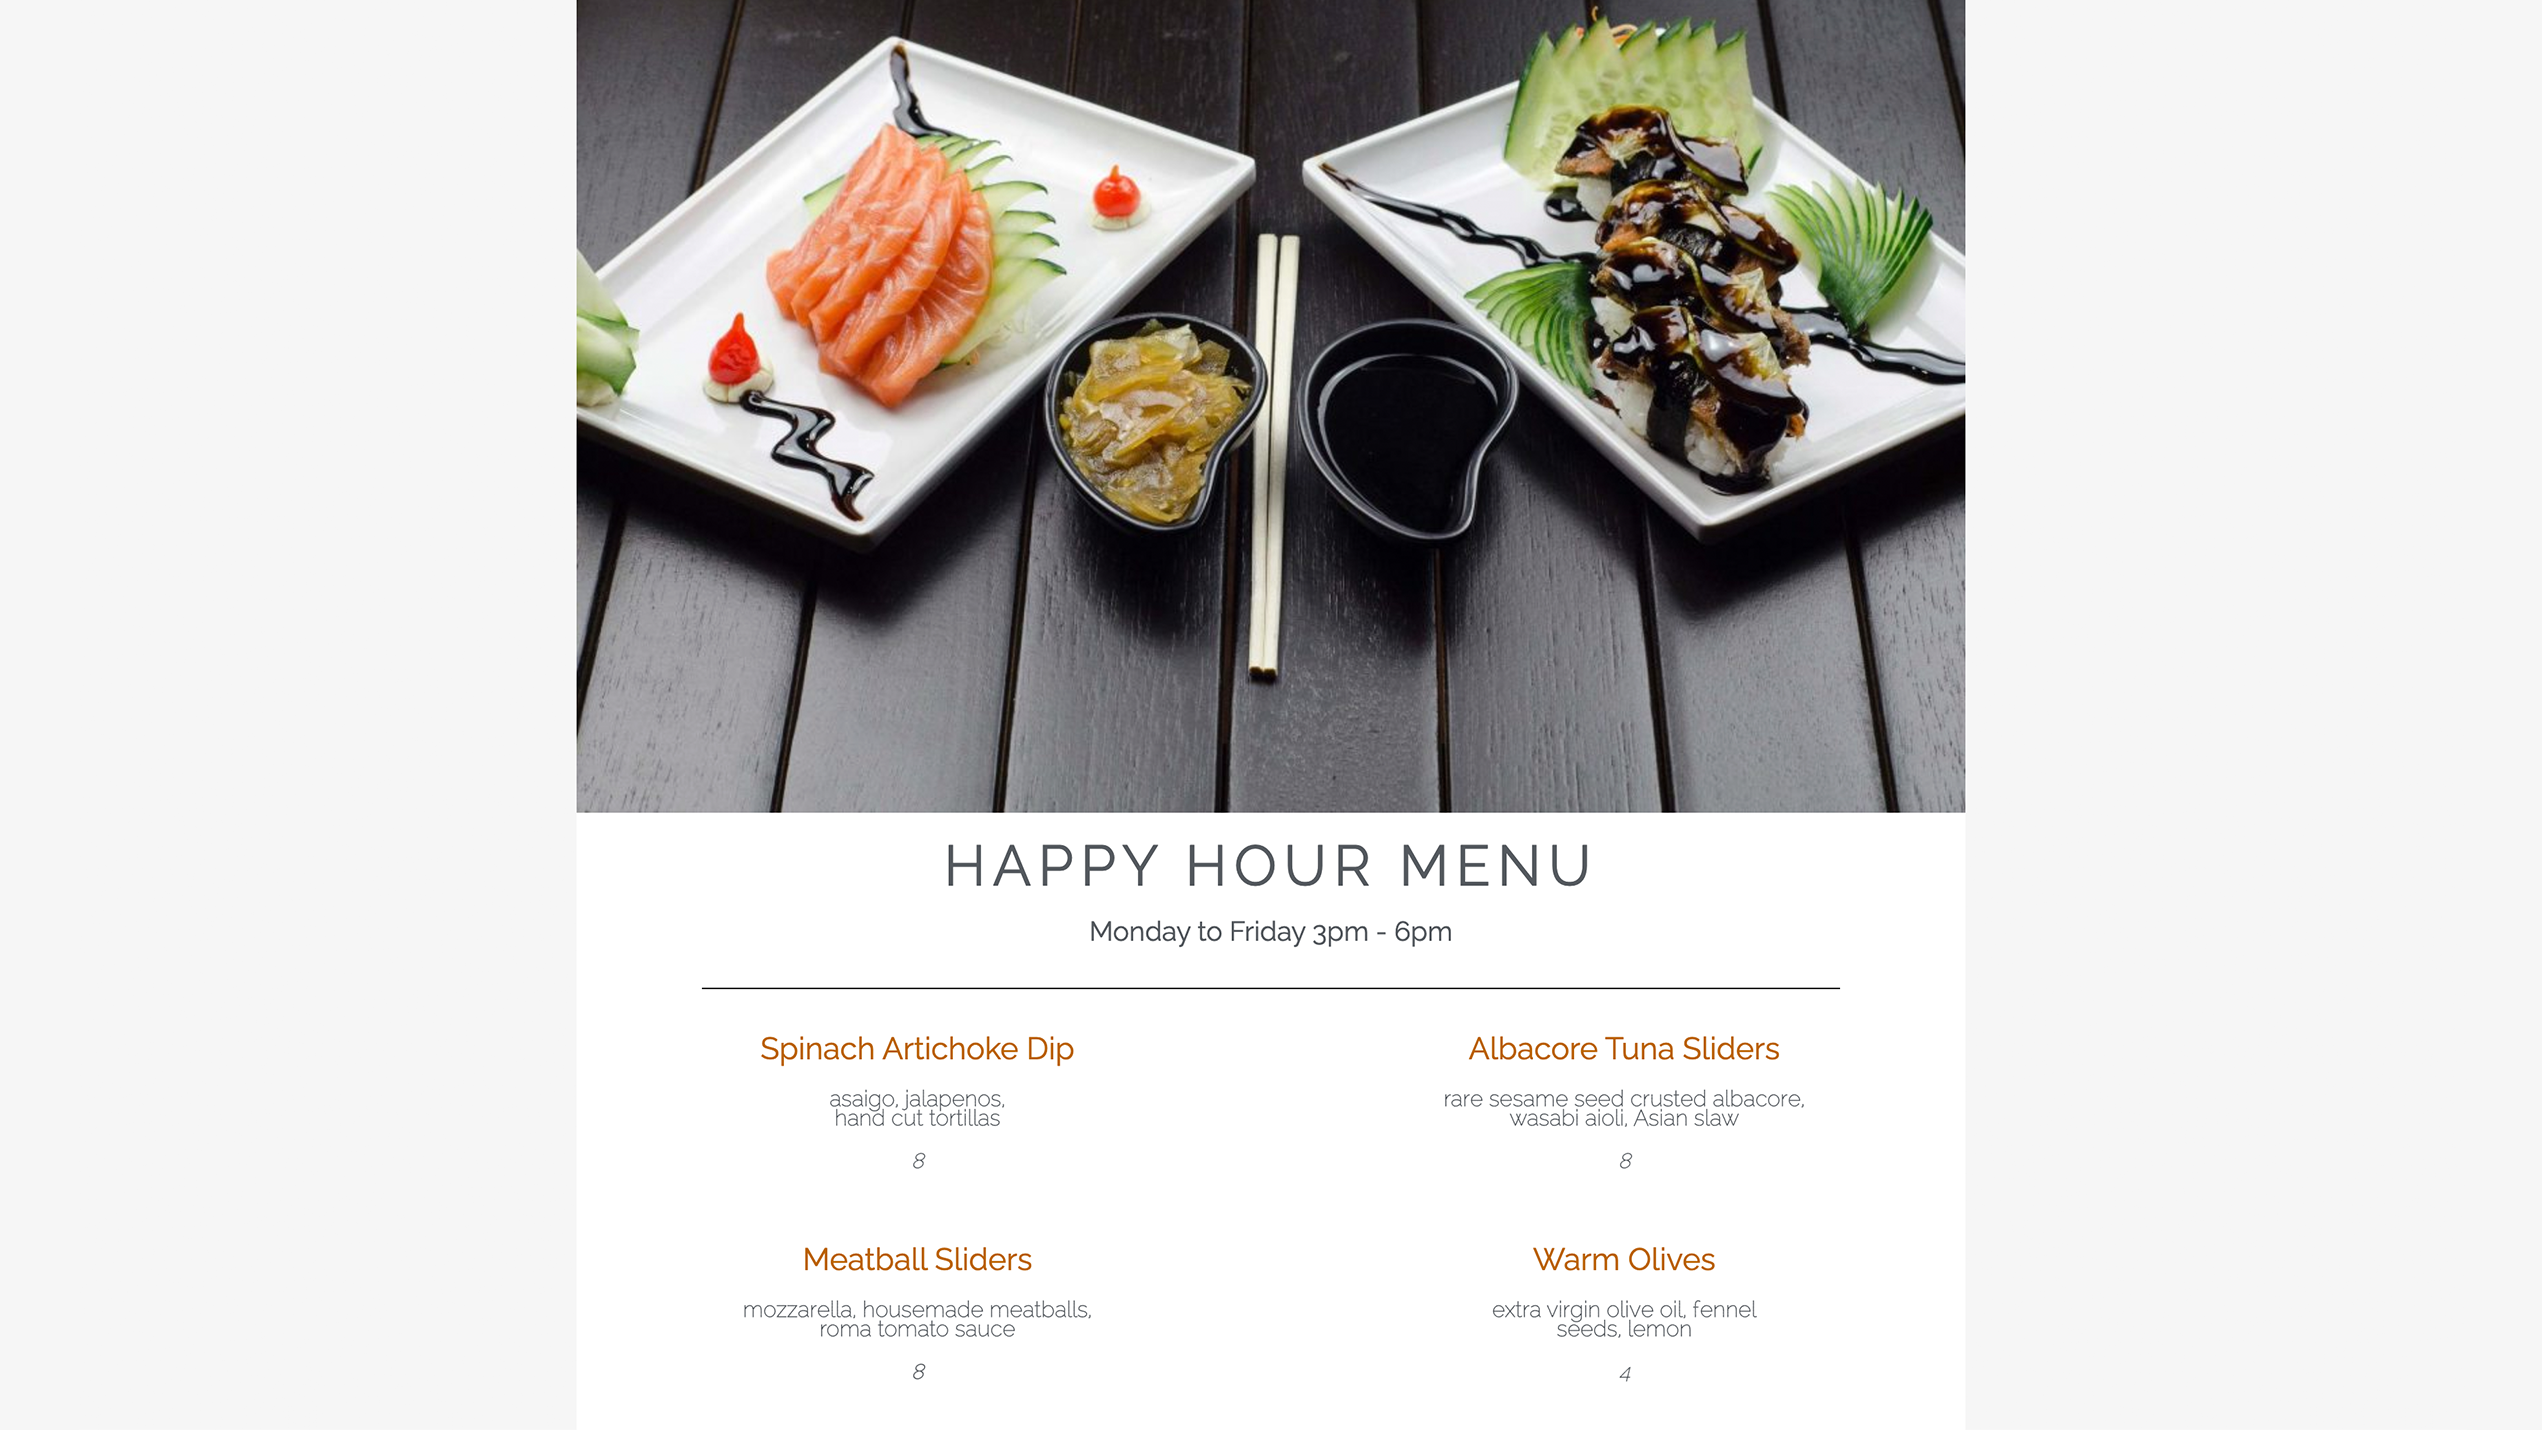 HAPPY HOUR MENU
Monday to Friday 3pm - 6pm
Spinach Artichoke Dip
asaigo, jalapenos,
hand cut tortillas
8
Albacore Tuna Sliders
rare sesame seed crusted albacore,
wasabi aioli, Asian slaw
8
Meatball Sliders
mozzarella, housemade meatballs,
roma tomato sauce
8
Warm Olives
extra virgin olive oil, fennel
seeds, lemon
4